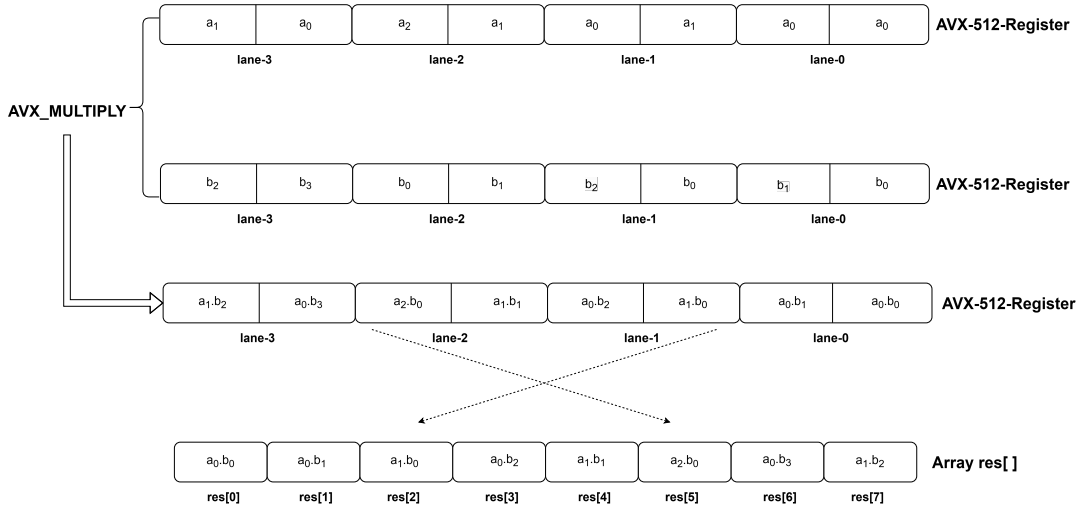 a₁ a₀ a₂ a₁ a₀ a₁ a₀ a₀ AVX-512-Register
lane-3 lane-2 lane-1 lane-0
AVX_MULTIPLY
b₂ b₃ b₀ b₁ b₂ b₀ b₁ b₀ AVX-512-Register
lane-3 lane-2 lane-1 lane-0
a₁.b₂ a₀.b₃ a₂.b₀ a₁.b₁ a₀.b₂ a₁.b₀ a₀.b₁ a₀.b₀ AVX-512-Register
lane-3 lane-2 lane-1 lane-0
a₀.b₀ a₀.b₁ a₁.b₀ a₀.b₂ a₁.b₁ a₂.b₀ a₀.b₃ a₁.b₂ Array res[ ]
res[0] res[1] res[2] res[3] res[4] res[5] res[6] res[7]